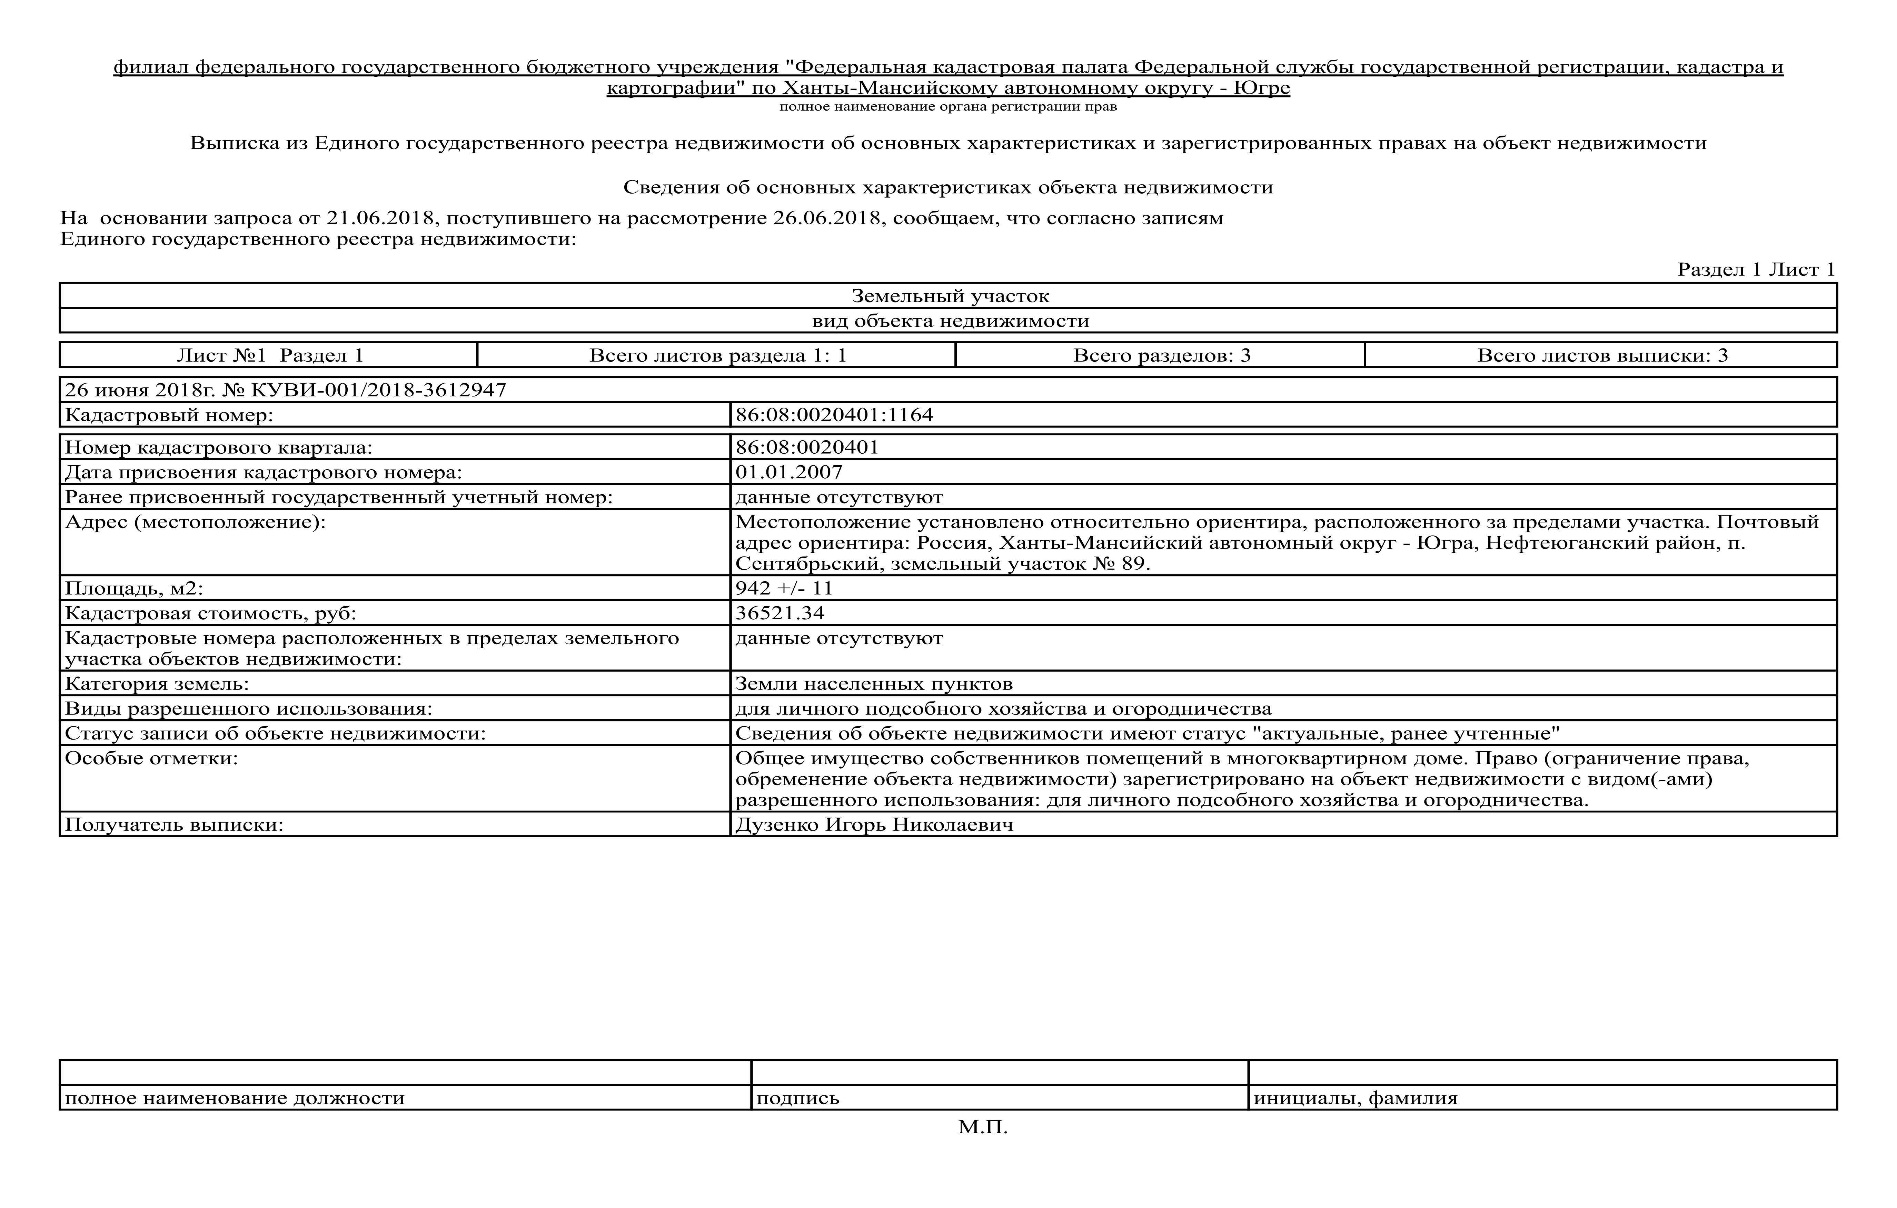 филиал федерального государственного бюджетного учреждения "Федеральная кадастровая палата Федеральной службы государственной регистрации, кадастра и
картографии" по Ханты-Мансийскому автономному округу - Югре
полное наименование органа регистрации прав
Выписка из Единого государственного реестра недвижимости об основных характеристиках и зарегистрированных правах на объект недвижимости
Сведения об основных характеристиках объекта недвижимости
На основании запроса от 21.06.2018, поступившего на рассмотрение 26.06.2018, сообщаем, что согласно записям
Единого государственного реестра недвижимости:
Раздел 1 Лист 1
Земельный участок
вид объекта недвижимости
Лист №1 Раздел 1 Всего листов раздела 1: 1 Всего разделов: 3 Всего листов выписки: 3
26 июня 2018г. № КУВИ-001/2018-3612947
Кадастровый номер: 86:08:0020401:1164
Номер кадастрового квартала: 86:08:0020401
Дата присвоения кадастрового номера: 01.01.2007
Ранее присвоенный государственный учетный номер: данные отсутствуют
Адрес (местоположение): Местоположение установлено относительно ориентира, расположенного за пределами участка. Почтовый
адрес ориентира: Россия, Ханты-Мансийский автономный округ - Югра, Нефтеюганский район, п.
Сентябрьский, земельный участок № 89.
Площадь, м2: 942 +/- 11
Кадастровая стоимость, руб: 36521.34
Кадастровые номера расположенных в пределах земельного данные отсутствуют
участка объектов недвижимости:
Категория земель: Земли населенных пунктов
Виды разрешенного использования: для личного подсобного хозяйства и огородничества
Статус записи об объекте недвижимости: Сведения об объекте недвижимости имеют статус "актуальные, ранее учтенные"
Особые отметки: Общее имущество собственников помещений в многоквартирном доме. Право (ограничение права,
обременение объекта недвижимости) зарегистрировано на объект недвижимости с видом(-ами)
разрешенного использования: для личного подсобного хозяйства и огородничества.
Получатель выписки: Дузенко Игорь Николаевич
полное наименование должности подпись инициалы, фамилия
М.П.